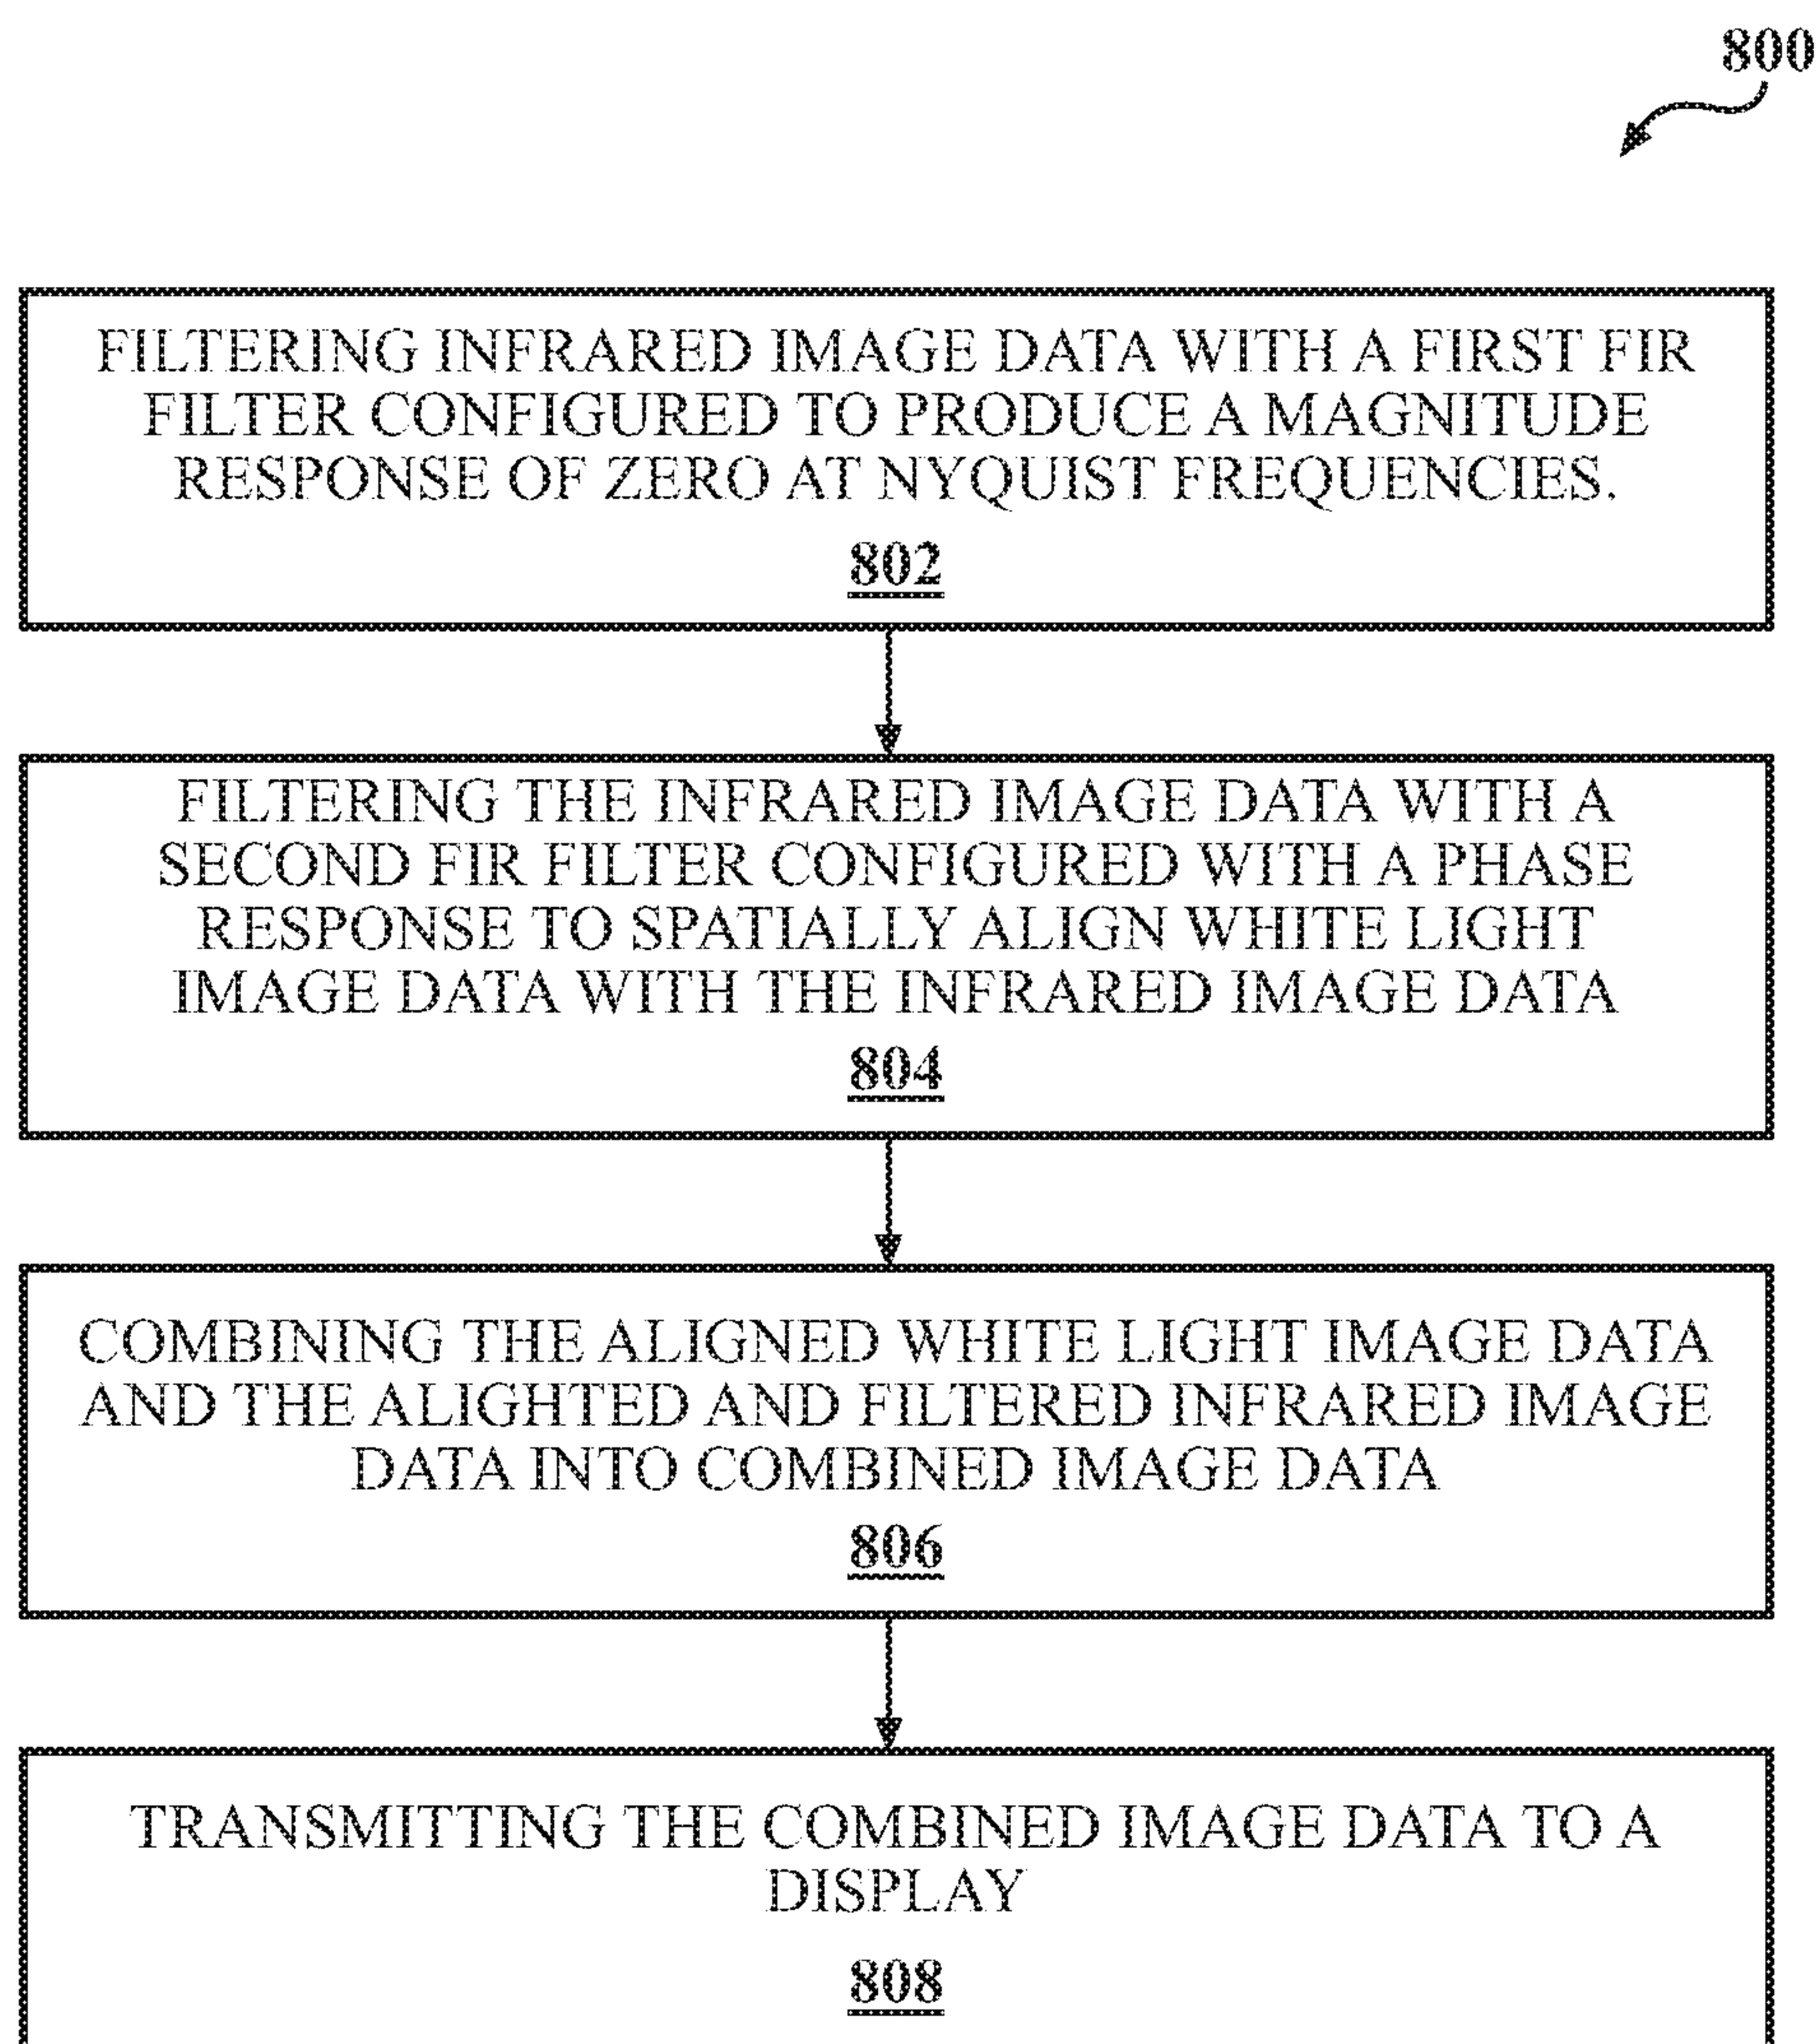 800
FILTERING INFRARED IMAGE DATA WITH A FIRST FIR
FILTER CONFIGURED TO PRODUCE A MAGNITUDE
RESPONSE OF ZERO AT NYQUIST FREQUENCIES.
802
FILTERING THE INFRARED IMAGE DATA WITH A
SECOND FIR FILTER CONFIGURED WITH A PHASE
RESPONSE TO SPATIALLY ALIGN WHITE LIGHT
IMAGE DATA WITH THE INFRARED IMAGE DATA
804
COMBINING THE ALIGNED WHITE LIGHT IMAGE DATA
AND THE ALIGHTED AND FILTERED INFRARED IMAGE
DATA INTO COMBINED IMAGE DATA
806
TRANSMITTING THE COMBINED IMAGE DATA TO A
DISPLAY
808